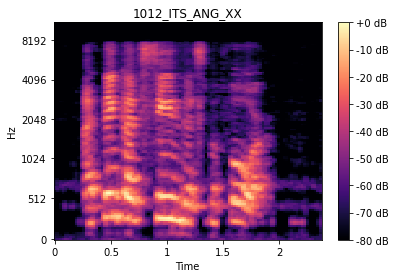 1012_ITS_ANG_XX
+0 dB
8192
-10 dB
4096
-20 dB
-30 dB
2048
Hz
-40 dB
1024
-50 dB
512
-60 dB
-70 dB
0
-80 dB
0 0.5 1 1.5 2
Time